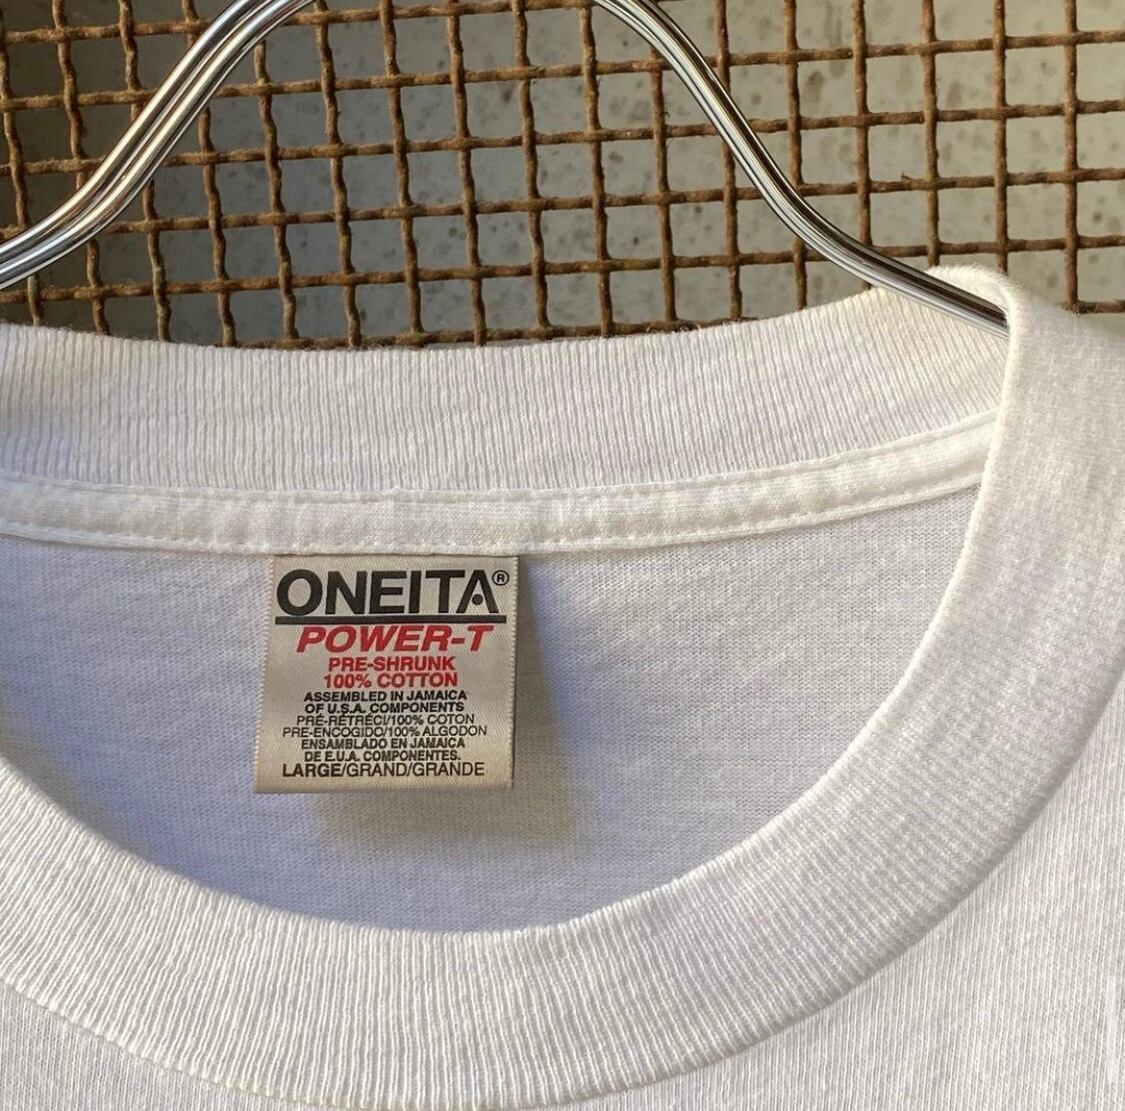 ONEITA®
POWER-T
PRE-SHRUNK
100% COTTON
ASSEMBLED IN JAMAICA
OF U.S.A. COMPONENTS
PRÉ-RÉTRÉCI/100% COTON
PRE-ENCOGIDO/100% ALGODON
ENSAMBLADO EN JAMAICA
DE E.U.A. COMPONENTES.
LARGE/GRAND/GRANDE